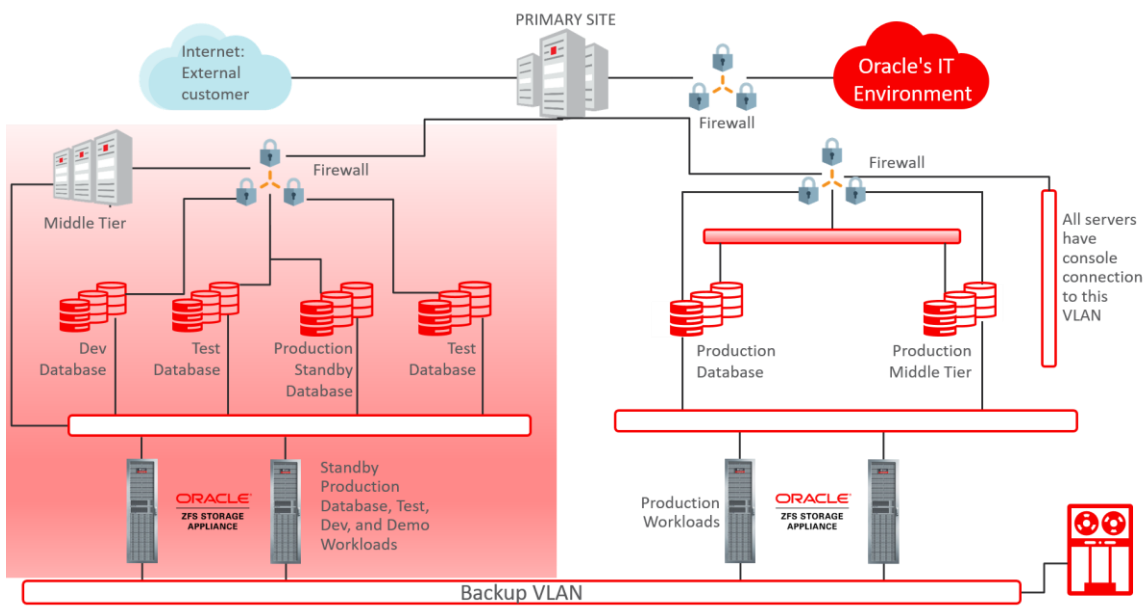 PRIMARY SITE
Internet:
External
customer
Oracle's IT
Environment
Firewall
Firewall
Firewall
Middle Tier
All servers
have
console
connection
to this
VLAN
Dev
Database
Test
Database
Production
Standby
Database
Test
Database
Production
Database
Production
Middle Tier
ORACLE
ZFS STORAGE
APPLIANCE
Standby
Production
Database, Test,
Dev, and Demo
Workloads
Production
Workloads
ORACLE
ZFS STORAGE
APPLIANCE
Backup VLAN